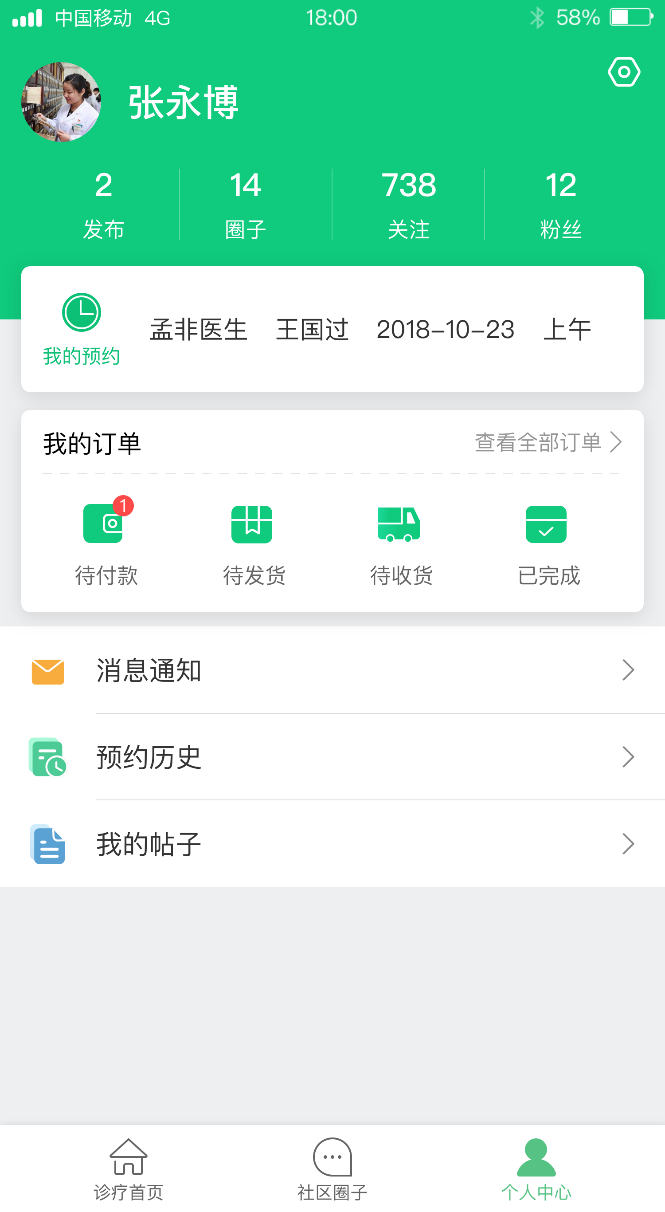 中国移动 4G 18:00 58%
张永博
2 14 738 12
发布 圈子 关注 粉丝
孟非医生 王国过 2018-10-23 上午
我的预约
我的订单 查看全部订单
1
待付款 待发货 待收货 已完成
消息通知
预约历史
我的帖子
诊疗首页 社区圈子 个人中心